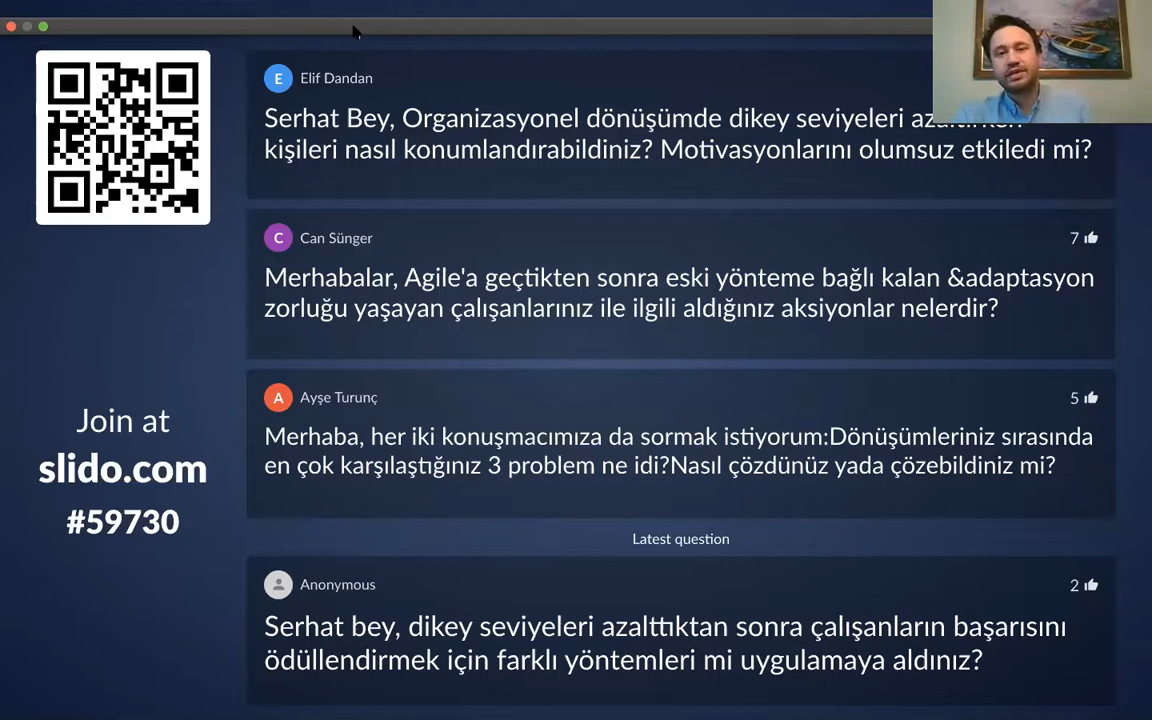 E Elif Dandan
Serhat Bey, Organizasyonel dönüşümde dikey seviyeleri
kişileri nasıl konumlandırabildiniz? Motivasyonlarını olumsuz etkiledi mi?
C Can Sünger 7
Merhabalar, Agile'a geçtikten sonra eski yönteme bağlı kalan &adaptasyon
zorluğu yaşayan çalışanlarınız ile ilgili aldığınız aksiyonlar nelerdir?
A Ayşe Turunç 5
Merhaba, her iki konuşmacımıza da sormak istiyorum:Dönüşümleriniz sırasında
en çok karşılaştığınız 3 problem ne idi?Nasıl çözdünüz yada çözebildiniz mi?
Join at
slido.com
#59730
Latest question
Anonymous 2
Serhat bey, dikey seviyeleri azalttıktan sonra çalışanların başarısını
ödüllendirmek için farklı yöntemleri mi uygulamaya aldınız?